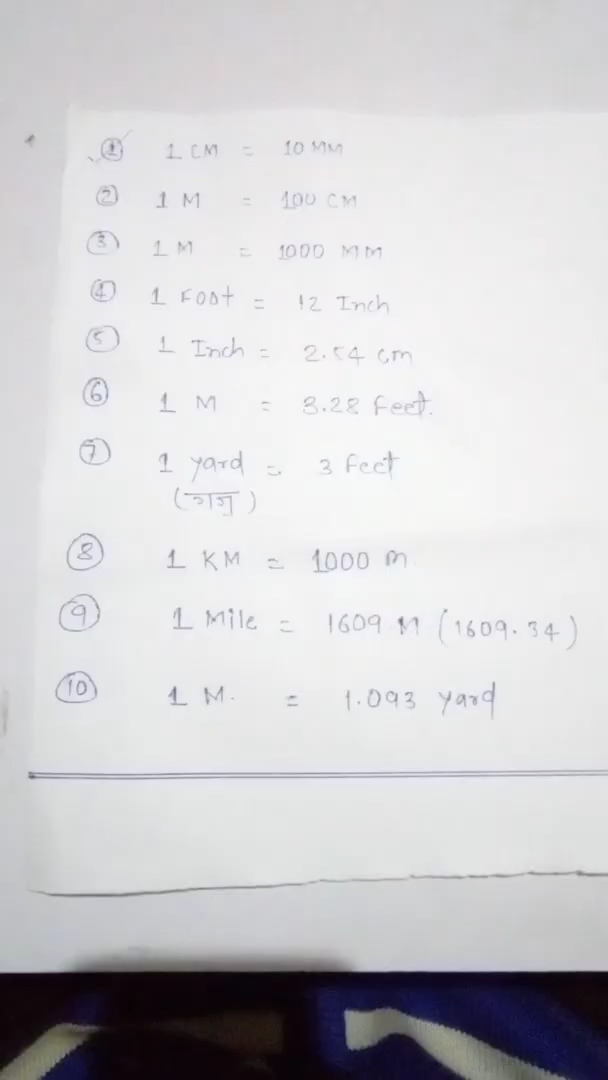 ① 1 CM = 10 MM
② 1 M = 100 CM
③ 1 M = 1000 MM
④ 1 Foot = 12 Inch
⑤ 1 Inch = 2.54 cm
⑥ 1 M = 3.28 feet.
⑦ 1 yard = 3 feet
(गजु)
⑧ 1 KM = 1000 m.
⑨ 1 Mile = 1609 M (1609.34)
⑩ 1 M. = 1.093 yard